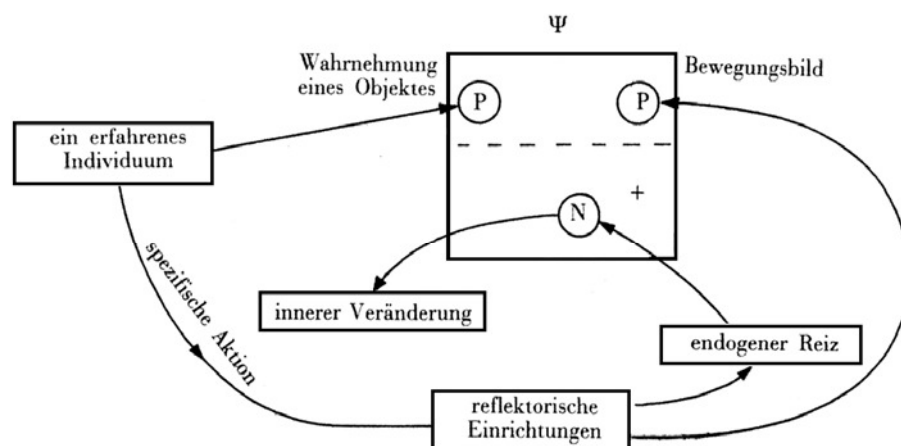 Ψ
Wahrnehmung
eines Objektes
Bewegungsbild
P
P
ein erfahrenes
Individuum
+
N
spezifische Aktion
innerer Veränderung
endogener Reiz
reflektorische
Einrichtungen